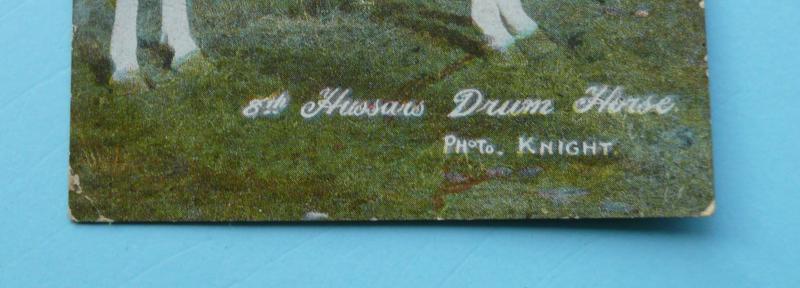 8th Hussars Drum Horse.
PHOTO. KNIGHT.